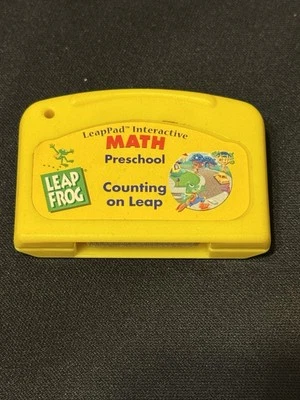 LeapPad™ Interactive
MATH
Preschool
LEAP
FROG
Counting
on Leap